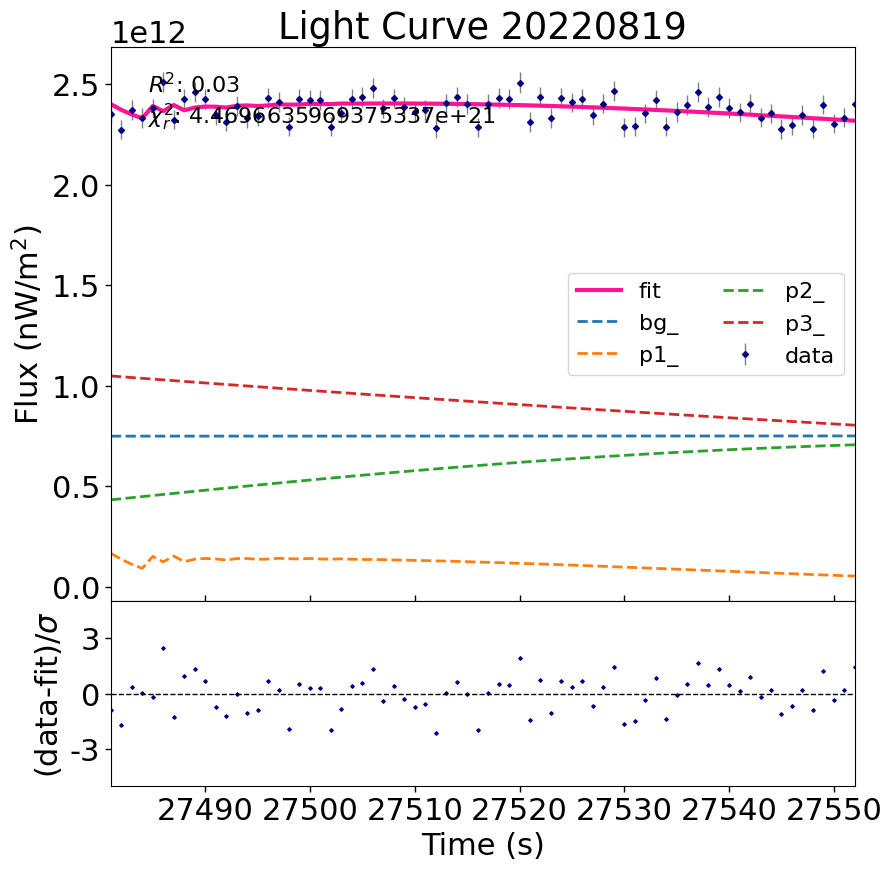 Light Curve 20220819
1e12
R²: 0.03
χ²ᵣ: 4.4696635969375337e+21
2.5
2.0
1.5
1.0
0.5
0.0
Flux (nW/m²)
fit
bg_
p1_
p2_
p3_
data
3
0
-3
(data-fit)/σ
27490 27500 27510 27520 27530 27540 27550
Time (s)